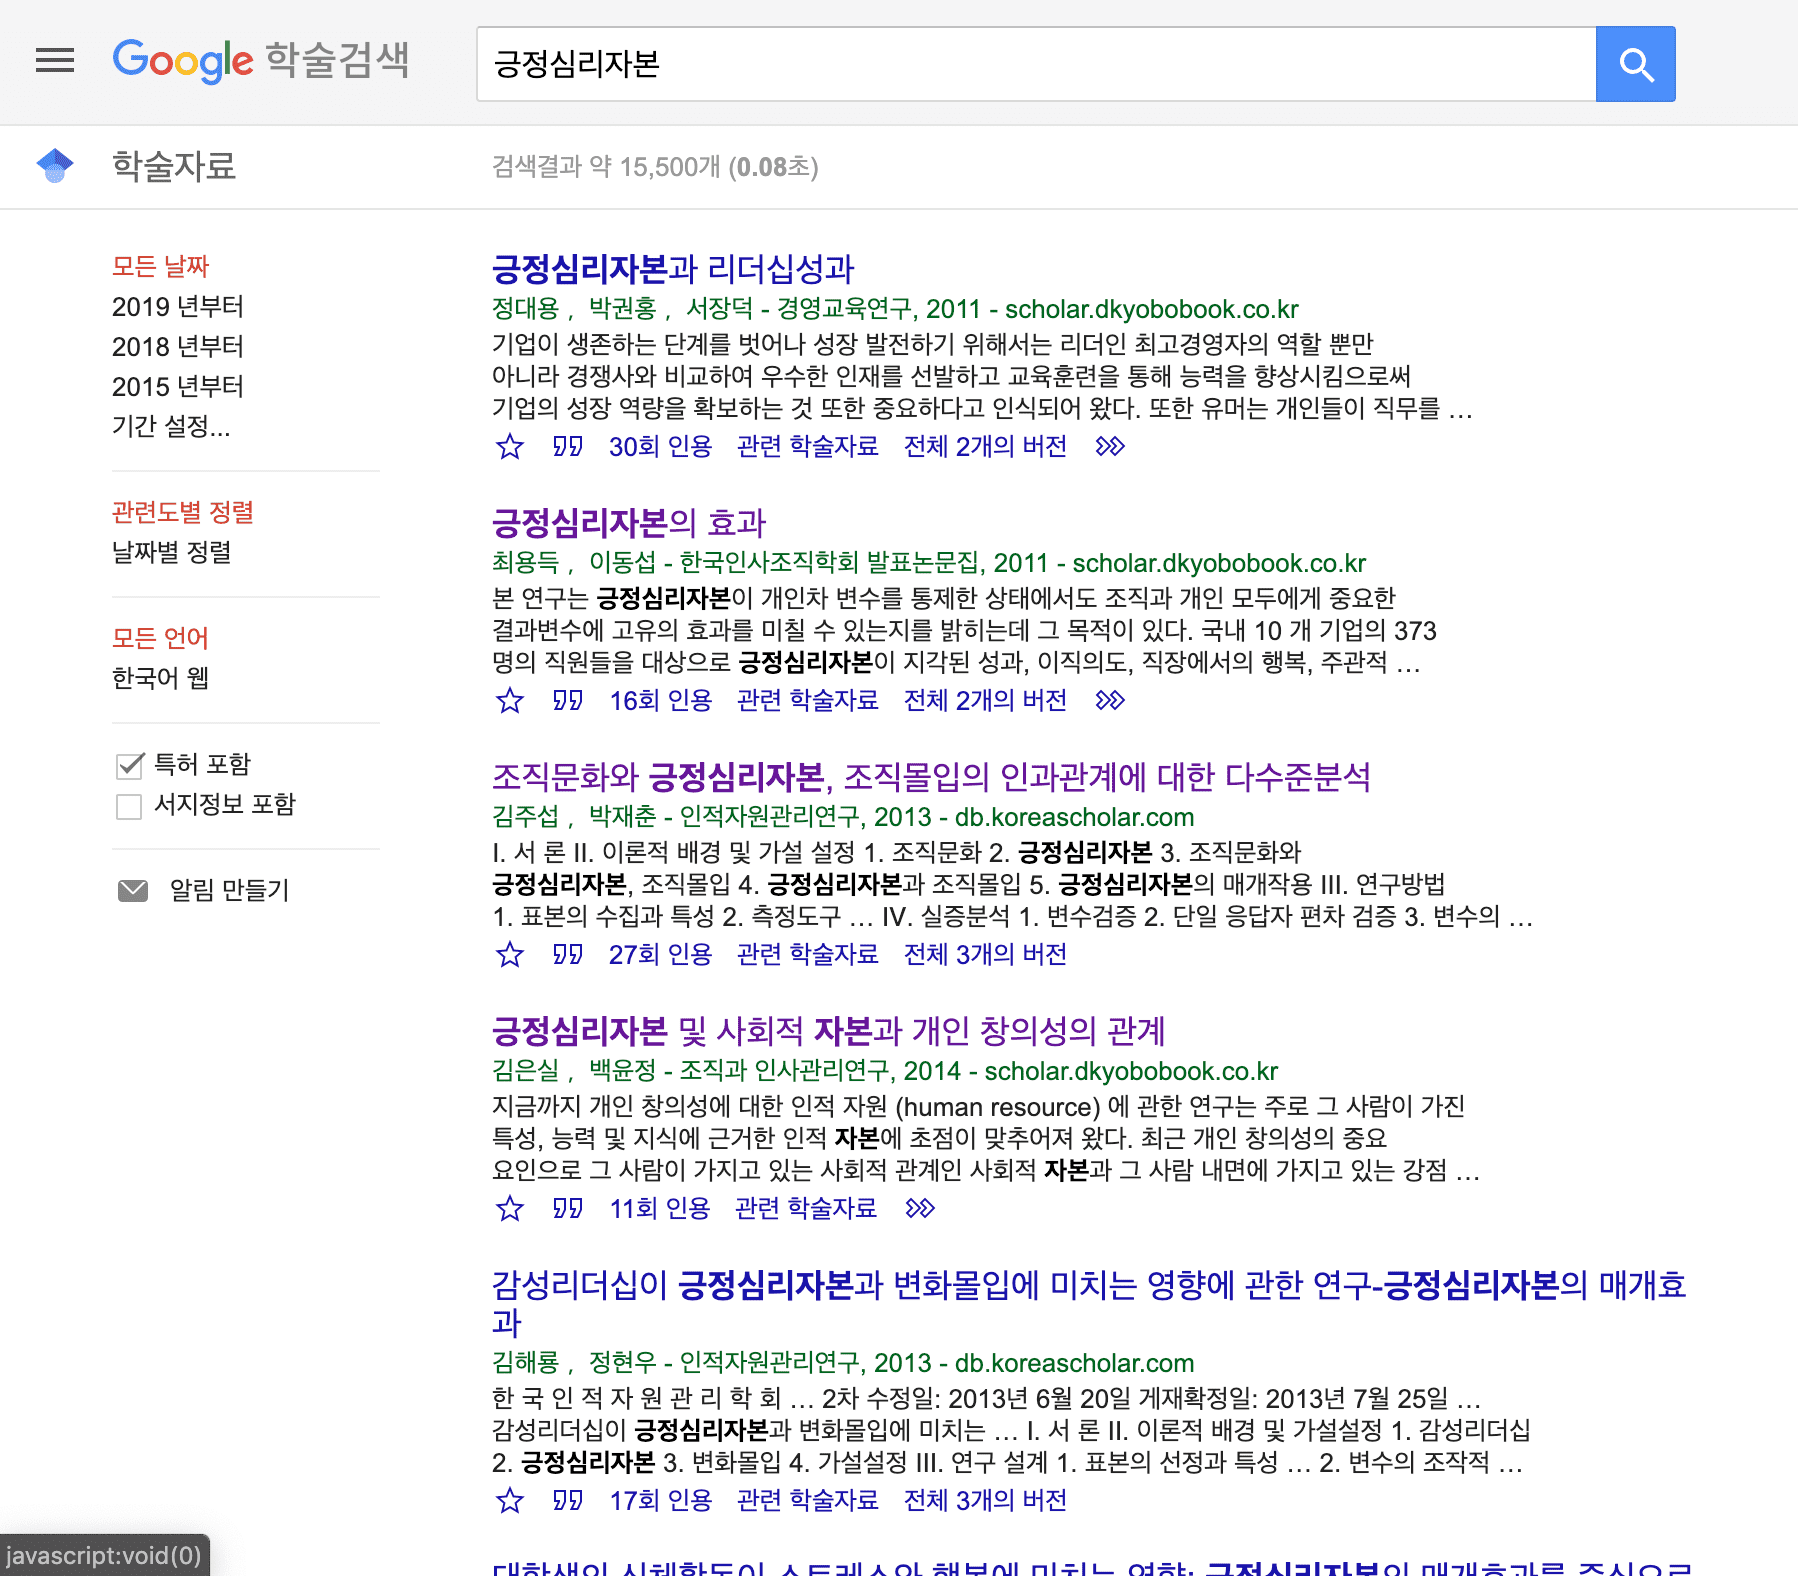 Google 학술검색
긍정심리자본
학술자료
검색결과 약 15,500개 (0.08초)
모든 날짜
2019 년부터
2018 년부터
2015 년부터
기간 설정...
관련도별 정렬
날짜별 정렬
모든 언어
한국어 웹
특허 포함
서지정보 포함
알림 만들기
긍정심리자본과 리더십성과
정대용 , 박권홍 , 서장덕 - 경영교육연구, 2011 - scholar.dkyobobook.co.kr
기업이 생존하는 단계를 벗어나 성장 발전하기 위해서는 리더인 최고경영자의 역할 뿐만
아니라 경쟁사와 비교하여 우수한 인재를 선발하고 교육훈련을 통해 능력을 향상시킴으로써
기업의 성장 역량을 확보하는 것 또한 중요하다고 인식되어 왔다. 또한 유머는 개인들이 직무를 …
30회 인용 관련 학술자료 전체 2개의 버전
긍정심리자본의 효과
최용득 , 이동섭 - 한국인사조직학회 발표논문집, 2011 - scholar.dkyobobook.co.kr
본 연구는 긍정심리자본이 개인차 변수를 통제한 상태에서도 조직과 개인 모두에게 중요한
결과변수에 고유의 효과를 미칠 수 있는지를 밝히는데 그 목적이 있다. 국내 10 개 기업의 373
명의 직원들을 대상으로 긍정심리자본이 지각된 성과, 이직의도, 직장에서의 행복, 주관적 …
16회 인용 관련 학술자료 전체 2개의 버전
조직문화와 긍정심리자본, 조직몰입의 인과관계에 대한 다수준분석
김주섭 , 박재춘 - 인적자원관리연구, 2013 - db.koreascholar.com
I. 서 론 II. 이론적 배경 및 가설 설정 1. 조직문화 2. 긍정심리자본 3. 조직문화와
긍정심리자본, 조직몰입 4. 긍정심리자본과 조직몰입 5. 긍정심리자본의 매개작용 III. 연구방법
1. 표본의 수집과 특성 2. 측정도구 … IV. 실증분석 1. 변수검증 2. 단일 응답자 편차 검증 3. 변수의 …
27회 인용 관련 학술자료 전체 3개의 버전
긍정심리자본 및 사회적 자본과 개인 창의성의 관계
김은실 , 백윤정 - 조직과 인사관리연구, 2014 - scholar.dkyobobook.co.kr
지금까지 개인 창의성에 대한 인적 자원 (human resource) 에 관한 연구는 주로 그 사람이 가진
특성, 능력 및 지식에 근거한 인적 자본에 초점이 맞추어져 왔다. 최근 개인 창의성의 중요
요인으로 그 사람이 가지고 있는 사회적 관계인 사회적 자본과 그 사람 내면에 가지고 있는 강점 …
11회 인용 관련 학술자료
감성리더십이 긍정심리자본과 변화몰입에 미치는 영향에 관한 연구-긍정심리자본의 매개효
과
김해룡 , 정현우 - 인적자원관리연구, 2013 - db.koreascholar.com
한 국 인 적 자 원 관 리 학 회 … 2차 수정일: 2013년 6월 20일 게재확정일: 2013년 7월 25일 …
감성리더십이 긍정심리자본과 변화몰입에 미치는 … I. 서 론 II. 이론적 배경 및 가설설정 1. 감성리더십
2. 긍정심리자본 3. 변화몰입 4. 가설설정 III. 연구 설계 1. 표본의 선정과 특성 … 2. 변수의 조작적 …
17회 인용 관련 학술자료 전체 3개의 버전
대학생의 신체활동이 스트레스와 행복에 미치는 영향: 긍정심리자본의 매개효과를 중심으로
javascript:void(0)